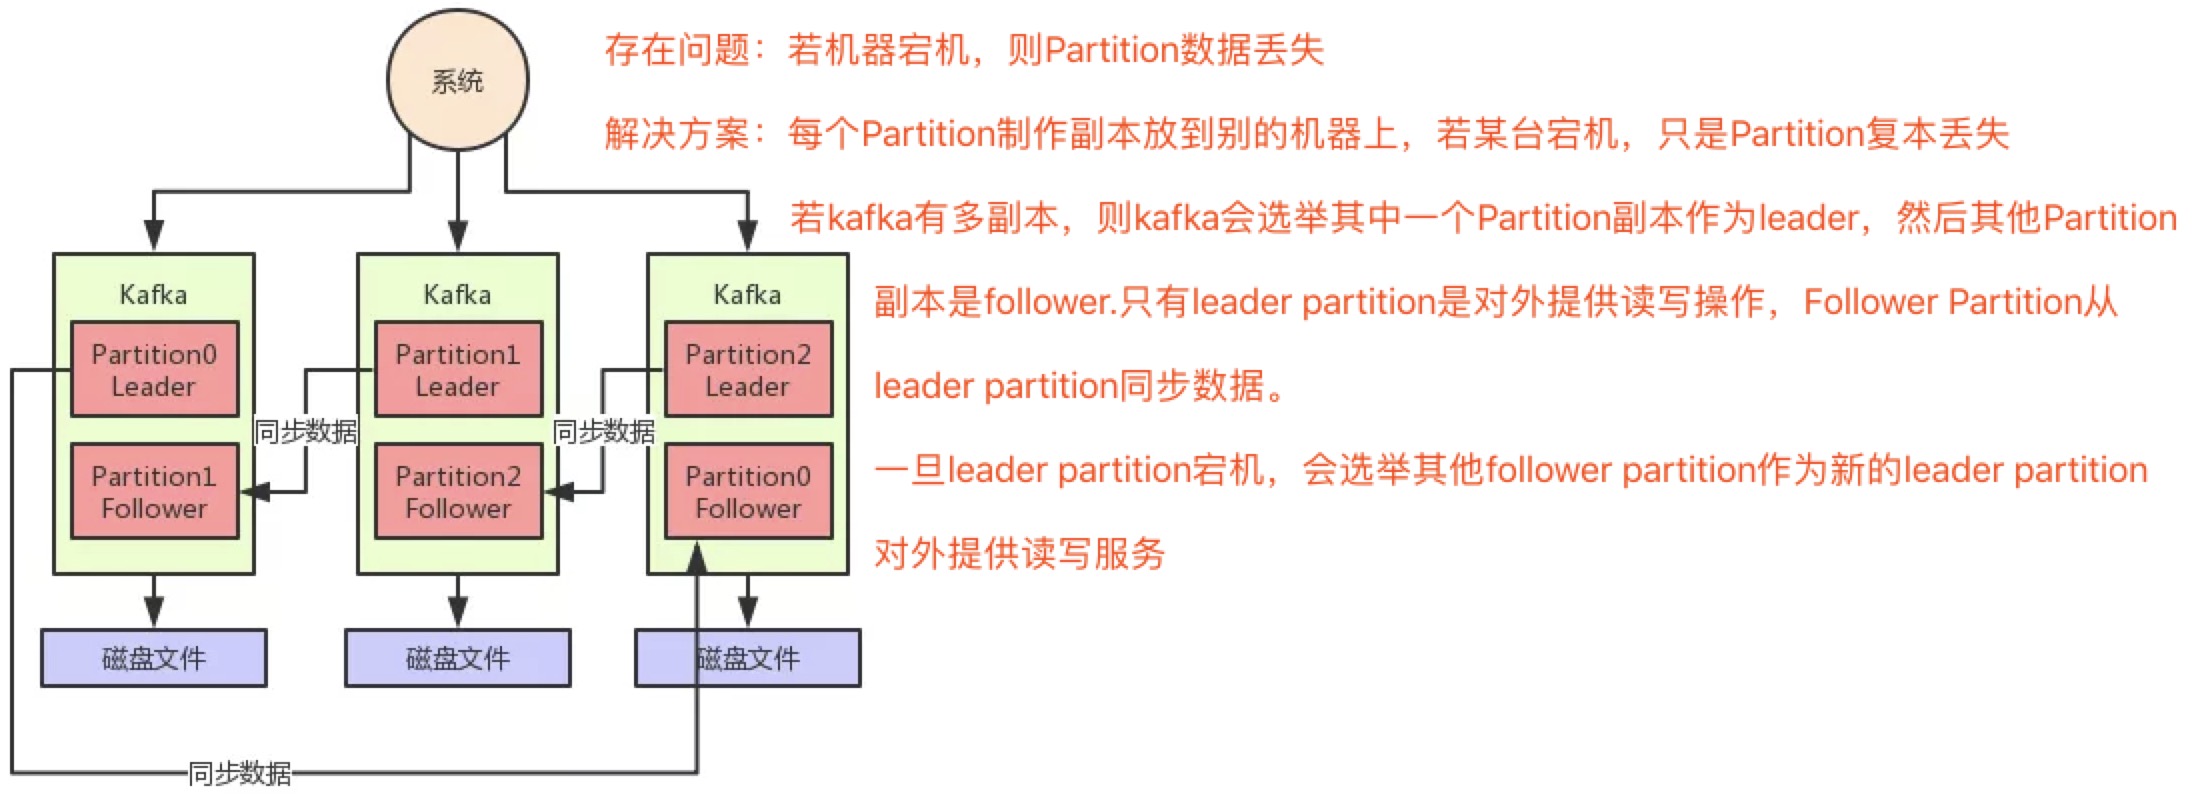 系统
存在问题：若机器宕机，则Partition数据丢失
解决方案：每个Partition制作副本放到别的机器上，若某台宕机，只是Partition复本丢失
若kafka有多副本，则kafka会选举其中一个Partition副本作为leader，然后其他Partition
副本是follower.只有leader partition是对外提供读写操作，Follower Partition从
leader partition同步数据。
一旦leader partition宕机，会选举其他follower partition作为新的leader partition
对外提供读写服务
Kafka
Partition0
Leader
Partition1
Follower
磁盘文件
同步数据
Kafka
Partition1
Leader
Partition2
Follower
磁盘文件
同步数据
Kafka
Partition2
Leader
Partition0
Follower
磁盘文件
同步数据